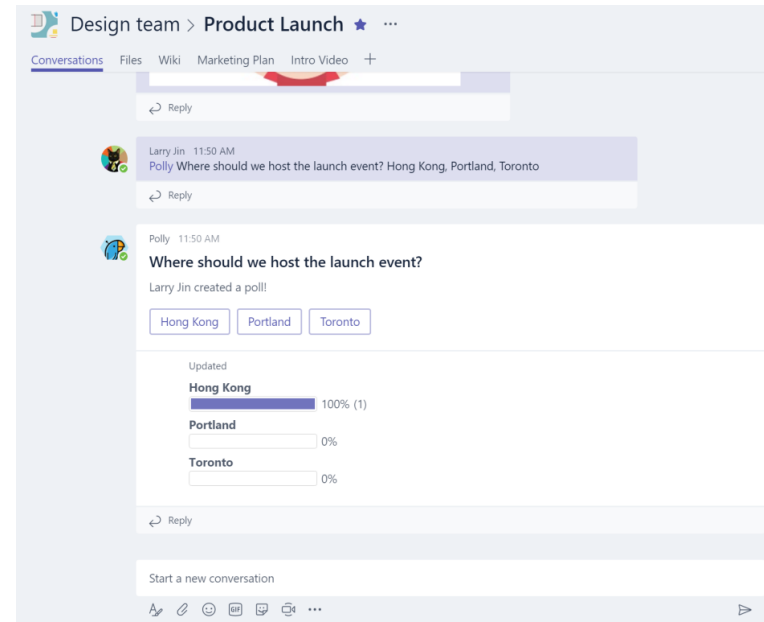 Design team > Product Launch
Conversations Files Wiki Marketing Plan Intro Video
Reply
Larry Jin 11:50 AM
Polly Where should we host the launch event? Hong Kong, Portland, Toronto
Reply
Polly 11:50 AM
Where should we host the launch event?
Larry Jin created a poll!
Hong Kong Portland Toronto
Updated
Hong Kong
100% (1)
Portland
0%
Toronto
0%
Reply
Start a new conversation
GIF